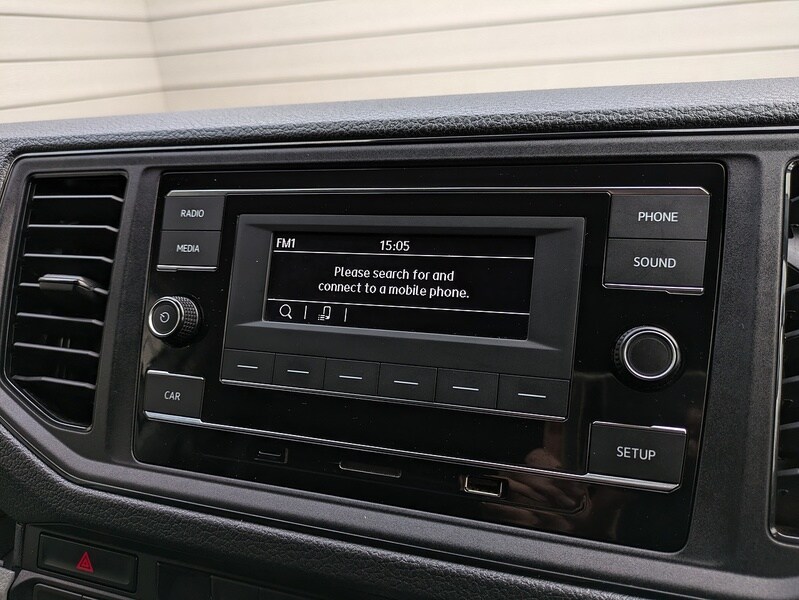 RADIO
MEDIA
CAR
FM1 15:05
Please search for and
connect to a mobile phone.
PHONE
SOUND
SETUP